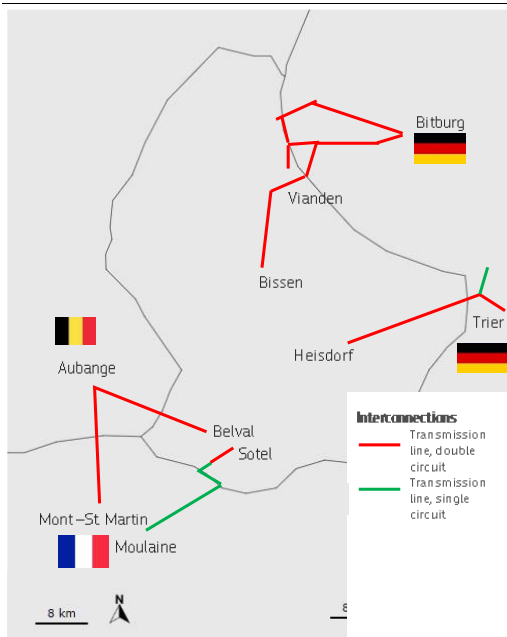 Bitburg
Vianden
Bissen
Trier
Heisdorf
Aubange
Belval
Sotel
Mont-St. Martin
Moulaine
Interconnections
Transmission
line, double
circuit
Transmission
line, single
circuit
N
8 km
8